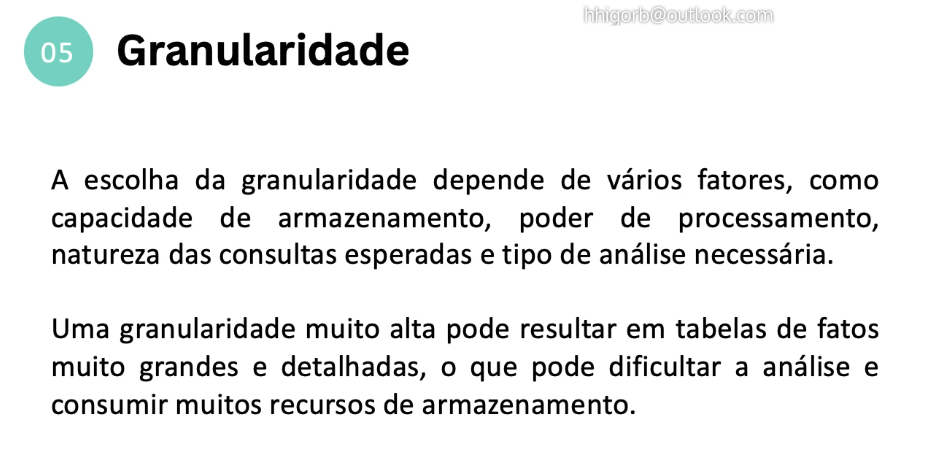 hhigorb@outlook.com
05 Granularidade
A escolha da granularidade depende de vários fatores, como
capacidade de armazenamento, poder de processamento,
natureza das consultas esperadas e tipo de análise necessária.
Uma granularidade muito alta pode resultar em tabelas de fatos
muito grandes e detalhadas, o que pode dificultar a análise e
consumir muitos recursos de armazenamento.